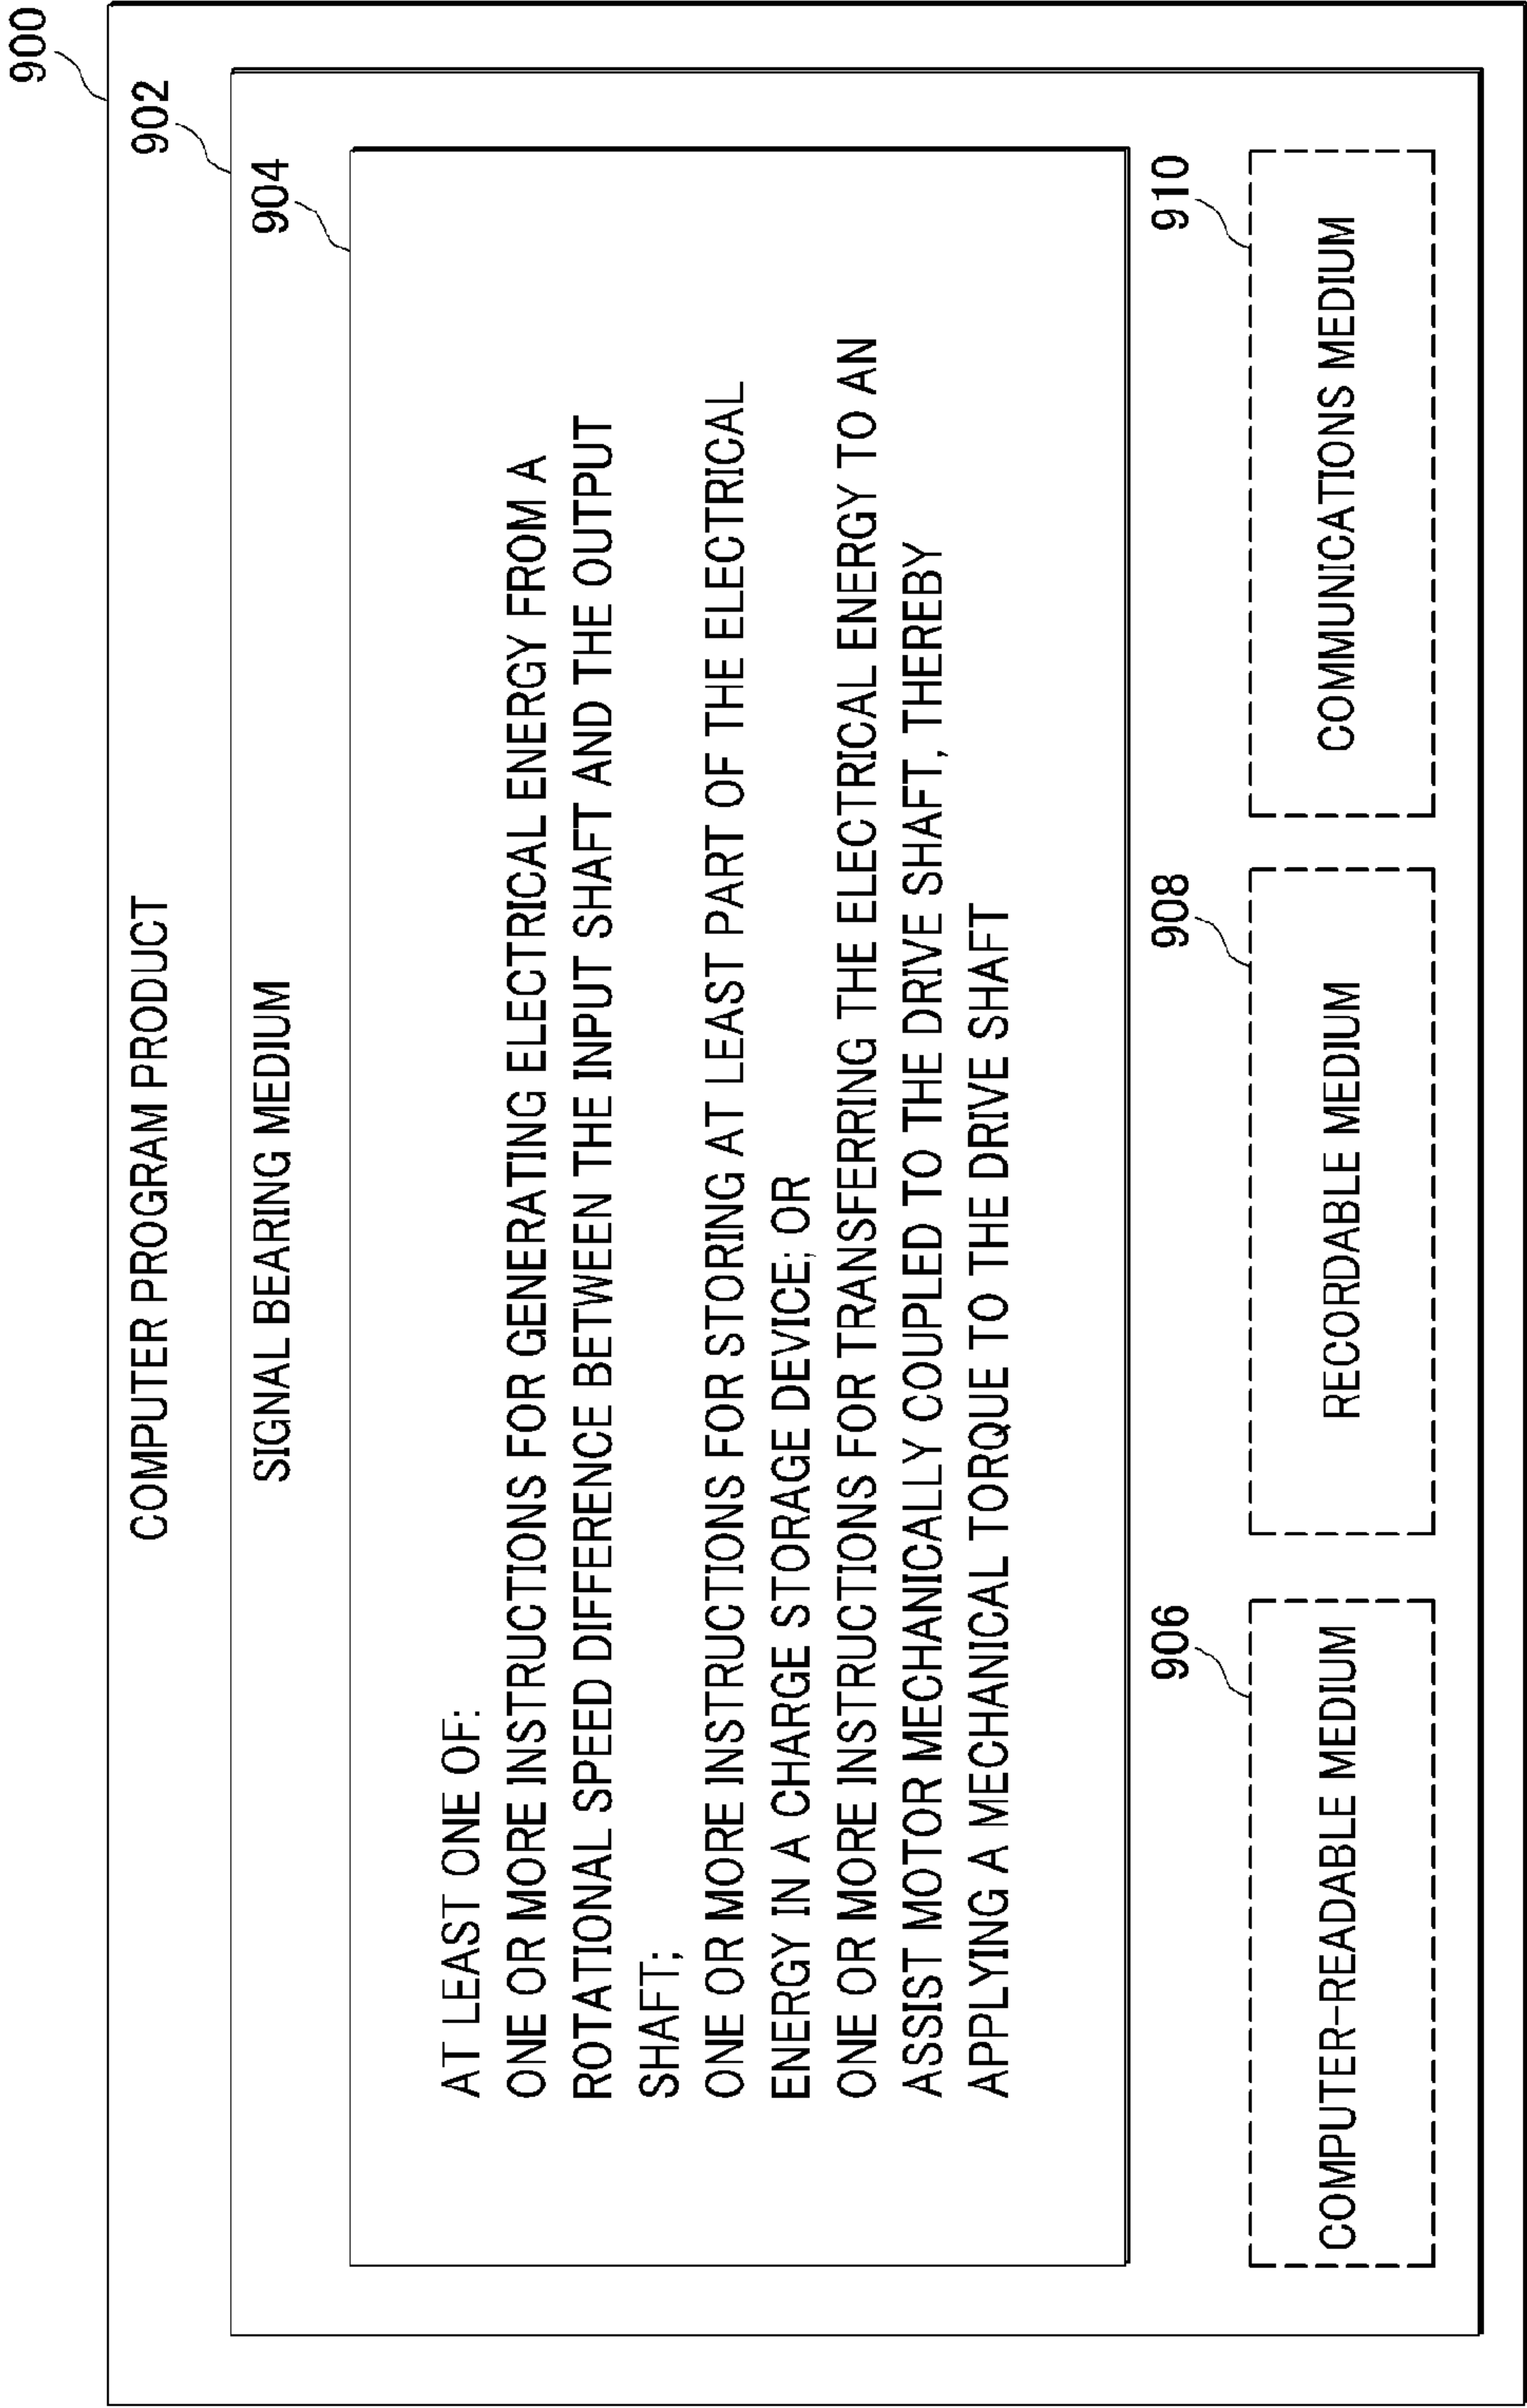 900
COMPUTER PROGRAM PRODUCT
902
SIGNAL BEARING MEDIUM
904
AT LEAST ONE OF:
ONE OR MORE INSTRUCTIONS FOR GENERATING ELECTRICAL ENERGY FROM A
ROTATIONAL SPEED DIFFERENCE BETWEEN THE INPUT SHAFT AND THE OUTPUT
SHAFT;
ONE OR MORE INSTRUCTIONS FOR STORING AT LEAST PART OF THE ELECTRICAL
ENERGY IN A CHARGE STORAGE DEVICE; OR
ONE OR MORE INSTRUCTIONS FOR TRANSFERRING THE ELECTRICAL ENERGY TO AN
ASSIST MOTOR MECHANICALLY COUPLED TO THE DRIVE SHAFT, THEREBY
APPLYING A MECHANICAL TORQUE TO THE DRIVE SHAFT
906
COMPUTER-READABLE MEDIUM
908
RECORDABLE MEDIUM
910
COMMUNICATIONS MEDIUM